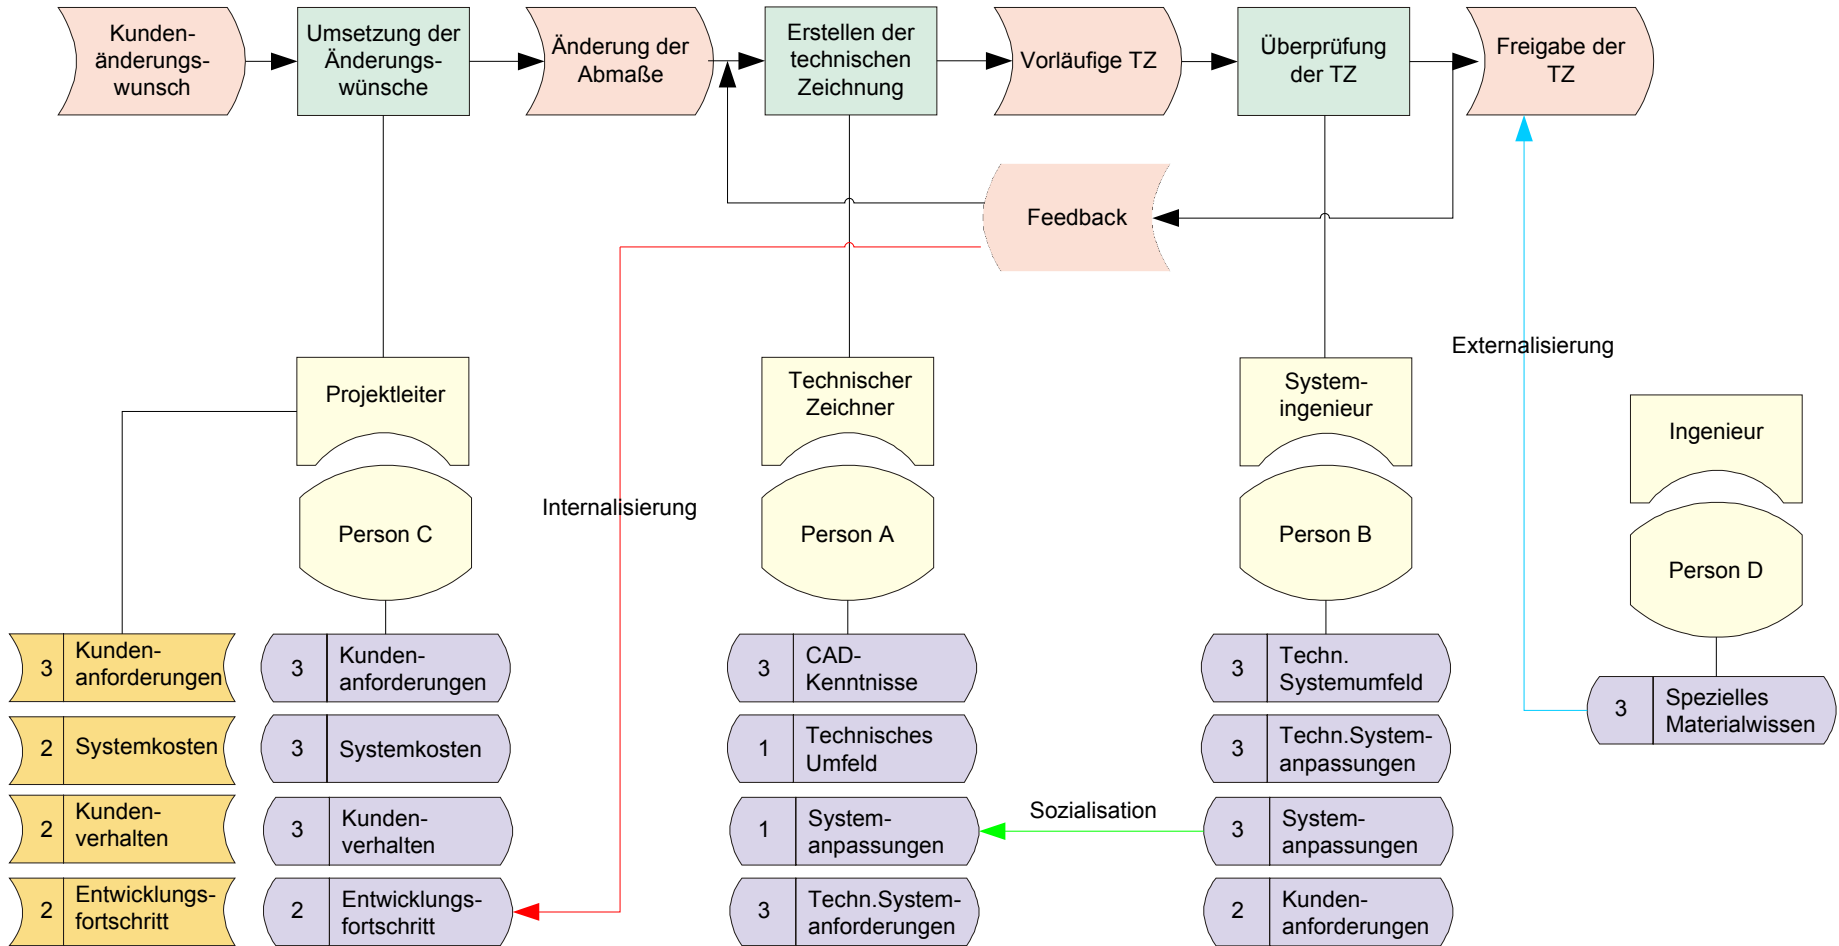 Kunden-
änderungs-
wunsch
Umsetzung der
Änderungs-
wünsche
Änderung der
Abmaße
Erstellen der
technischen
Zeichnung
Vorläufige TZ
Überprüfung
der TZ
Freigabe der
TZ
Feedback
Externalisierung
Projektleiter
Technischer
Zeichner
System-
ingenieur
Ingenieur
Internalisierung
Person C
Person A
Person B
Person D
3 Kunden-
anforderungen
2 Systemkosten
2 Kunden-
verhalten
2 Entwicklungs-
fortschritt
3 Kunden-
anforderungen
3 Systemkosten
3 Kunden-
verhalten
2 Entwicklungs-
fortschritt
3 CAD-
Kenntnisse
1 Technisches
Umfeld
1 System-
anpassungen
3 Techn.System-
anforderungen
Sozialisation
3 Techn.
Systemumfeld
3 Techn.System-
anpassungen
3 System-
anpassungen
2 Kunden-
anforderungen
3 Spezielles
Materialwissen